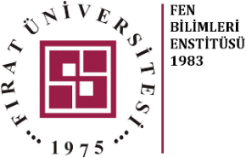 FIRAT ÜNİVERSİTESİ
1975
FEN
BİLİMLERİ
ENSTİTÜSÜ
1983